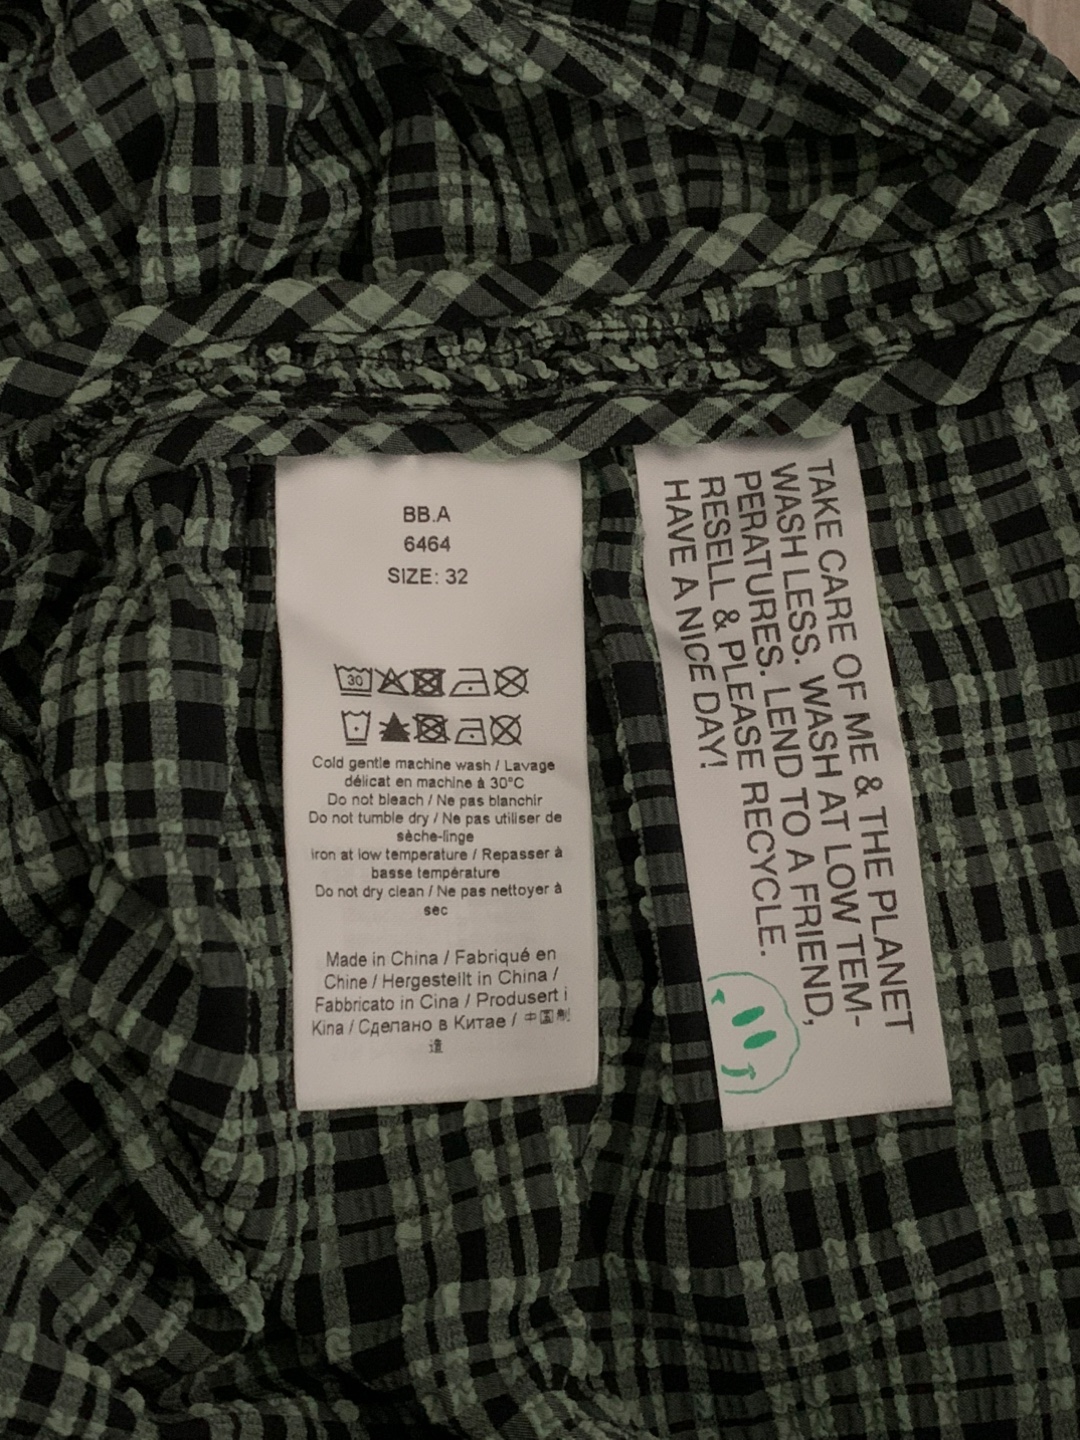 BB.A
6464
SIZE: 32
30
Cold gentle machine wash / Lavage
délicat en machine à 30°C
Do not bleach / Ne pas blanchir
Do not tumble dry / Ne pas utiliser de
sèche-linge
Iron at low temperature / Repasser à
basse température
Do not dry clean / Ne pas nettoyer à
sec
Made in China / Fabriqué en
Chine / Hergestellt in China /
Fabbricato in Cina / Produsert i
Kina / Сделано в Китае / 中国制
造
TAKE CARE OF ME & THE PLANET
WASH LESS. WASH AT LOW TEM-
PERATURES. LEND TO A FRIEND,
RESELL & PLEASE RECYCLE.
HAVE A NICE DAY!